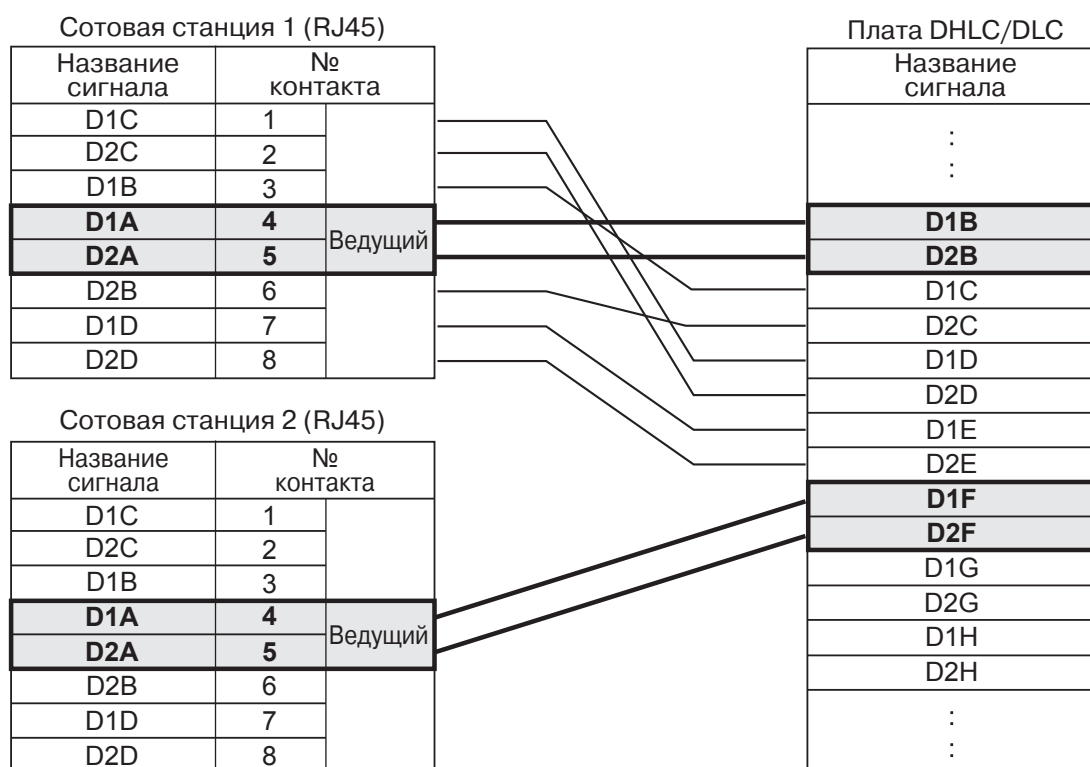 Сотовая станция 1 (RJ45)
Название сигнала № контакта
D1C 1
D2C 2
D1B 3
D1A 4 Ведущий
D2A 5
D2B 6
D1D 7
D2D 8
Сотовая станция 2 (RJ45)
Название сигнала № контакта
D1C 1
D2C 2
D1B 3
D1A 4 Ведущий
D2A 5
D2B 6
D1D 7
D2D 8
Плата DHLC/DLC
Название сигнала
:
:
D1B
D2B
D1C
D2C
D1D
D2D
D1E
D2E
D1F
D2F
D1G
D2G
D1H
D2H
:
: